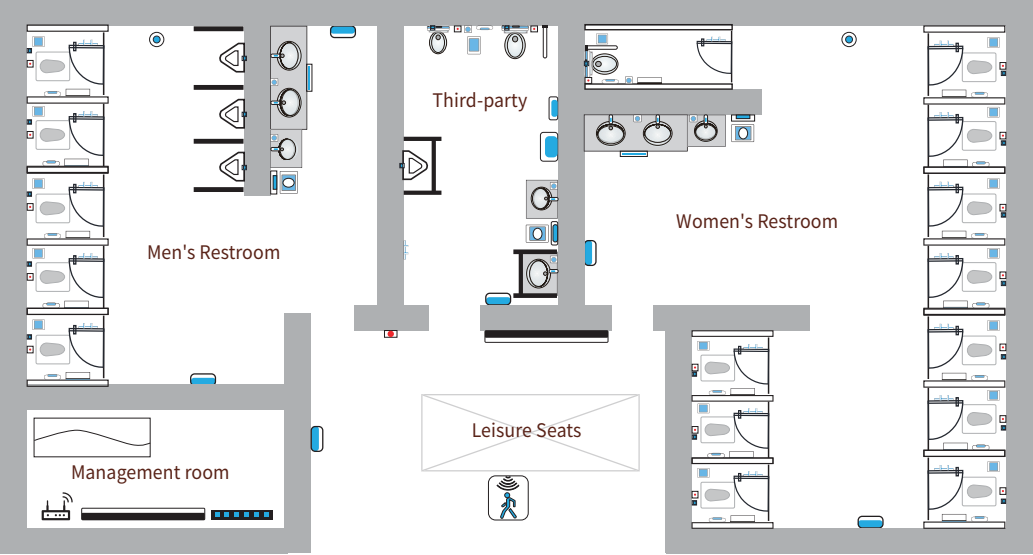 Third-party
Women's Restroom
Men's Restroom
Leisure Seats
Management room